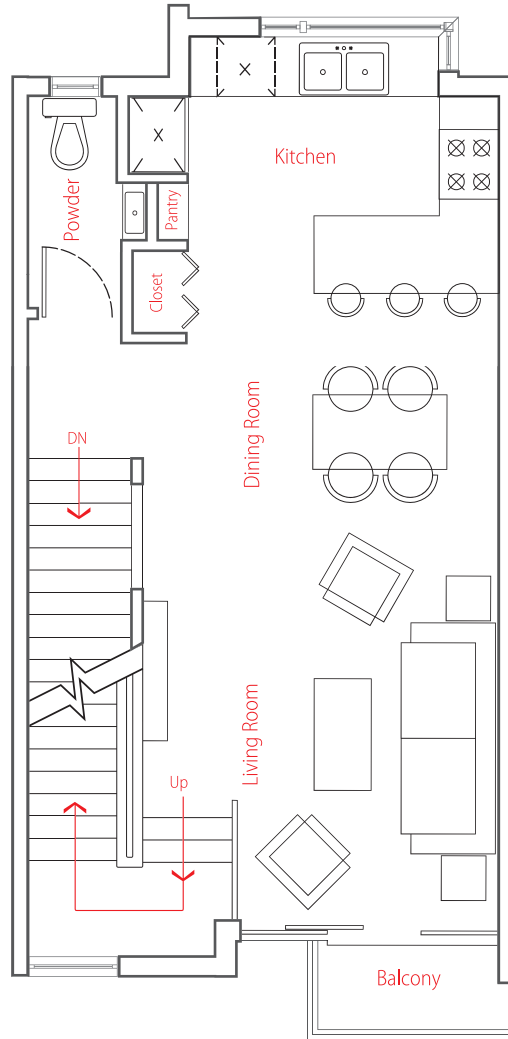 Kitchen
Powder
Pantry
Closet
Dining Room
DN
Living Room
Up
Balcony